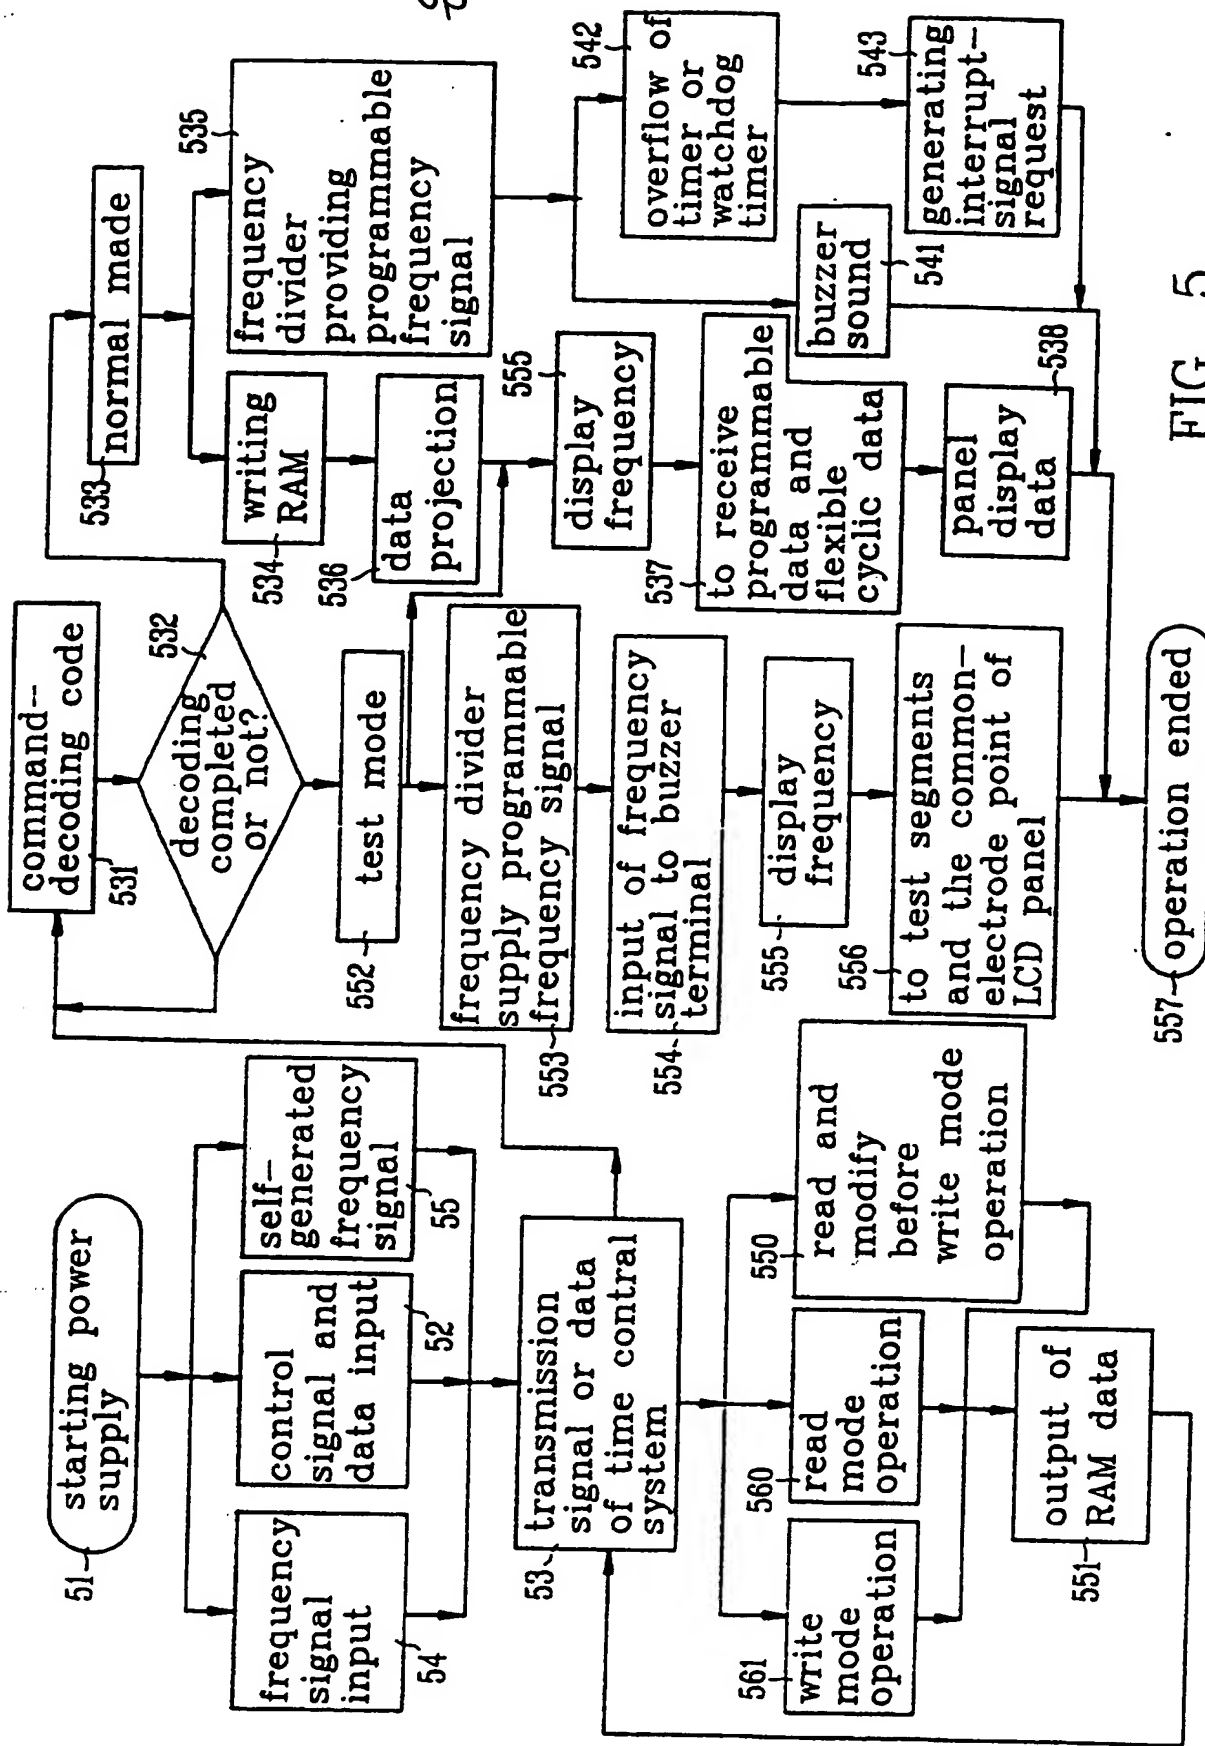 starting power
supply
51
frequency
signal
input
54
control
signal and
data input
52
self-
generated
frequency
signal
55
transmission
signal or data
of time contral
system
53
write
mode
operation
561
read
mode
operation
560
read and
modify
before
write mode
operation
550
output of
RAM data
551
command--
decoding code
531
decoding
completed
or not?
532
552
test mode
frequency divider
supply programmable
frequency signal
553
input of frequency
signal to buzzer
terminal
554
display
frequency
555
to test segments
and the common-
electrode point of
LCD panel
556
557
operation ended
533
normal made
writing
RAM
534
data
projection
536
display
frequency
555
to receive
programmable
data and
flexible
cyclic data
537
panel
display
data
538
frequency
divider
providing
programmable
frequency
signal
535
buzzer
sound
541
overflow of
timer or
watchdog
timer
542
generating
interrupt-
signal
request
543
FIG. 5